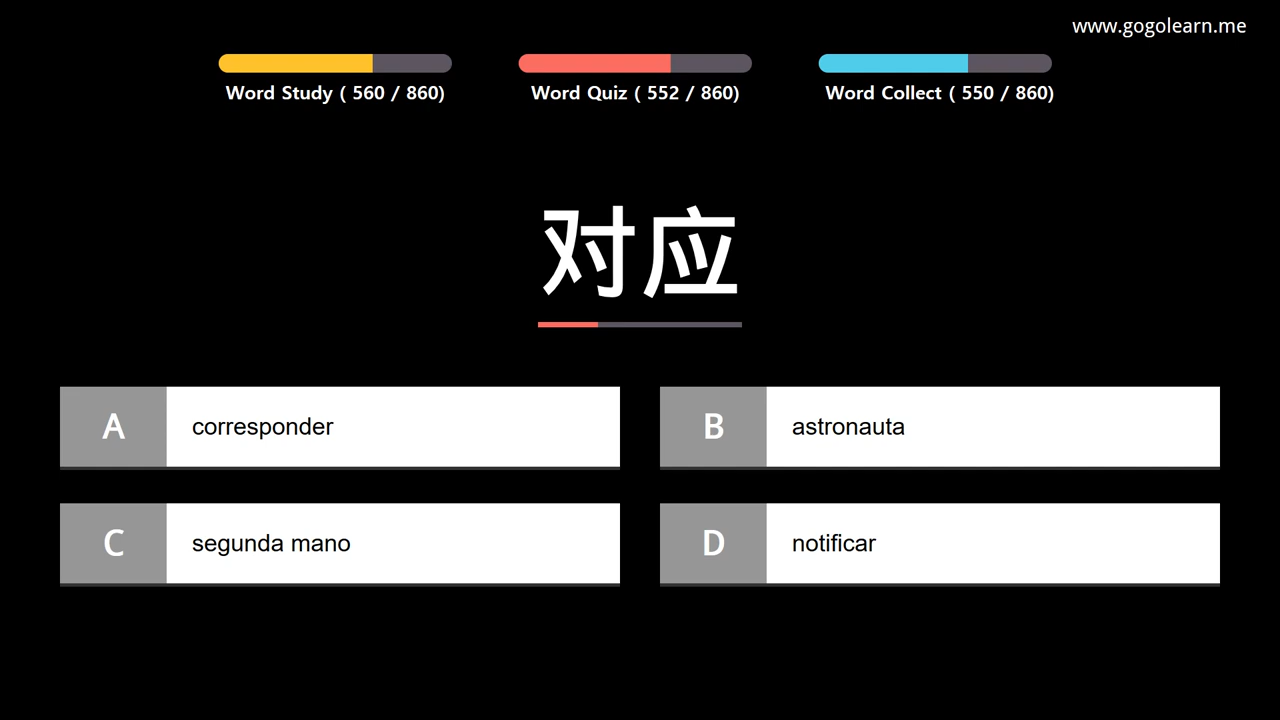 www.gogolearn.me
Word Study ( 560 / 860)
Word Quiz ( 552 / 860)
Word Collect ( 550 / 860)
对应
A corresponder
B astronauta
C segunda mano
D notificar